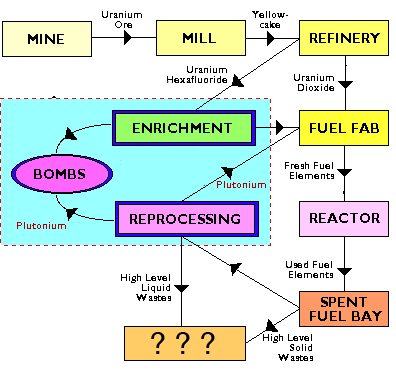 MINE
Uranium
Ore
MILL
Yellow-
cake
REFINERY
Uranium
Hexafluoride
Uranium
Dioxide
ENRICHMENT
FUEL FAB
BOMBS
Fresh Fuel
Elements
Plutonium
Plutonium
REPROCESSING
REACTOR
High Level
Liquid
Wastes
Used Fuel
Elements
SPENT
FUEL BAY
? ? ?
High Level
Solid
Wastes